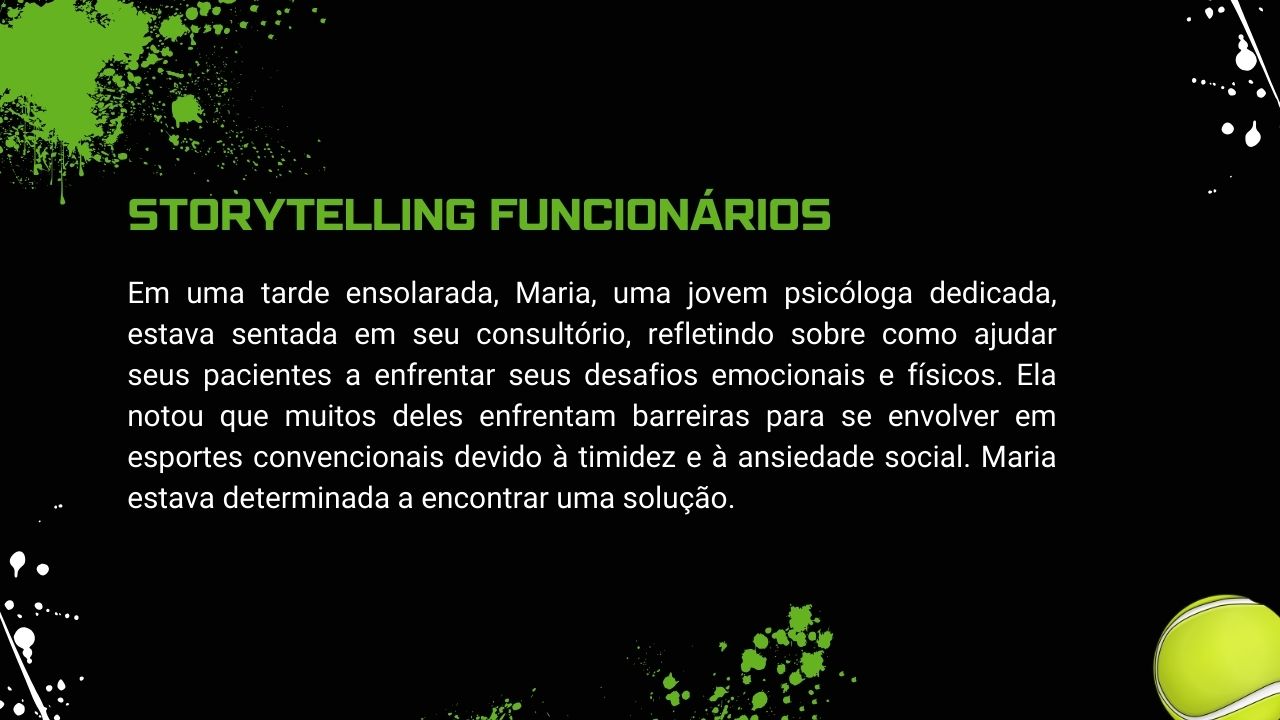 STORYTELLING FUNCIONÁRIOS
Em uma tarde ensolarada, Maria, uma jovem psicóloga dedicada,
estava sentada em seu consultório, refletindo sobre como ajudar
seus pacientes a enfrentar seus desafios emocionais e físicos. Ela
notou que muitos deles enfrentam barreiras para se envolver em
esportes convencionais devido à timidez e à ansiedade social. Maria
estava determinada a encontrar uma solução.